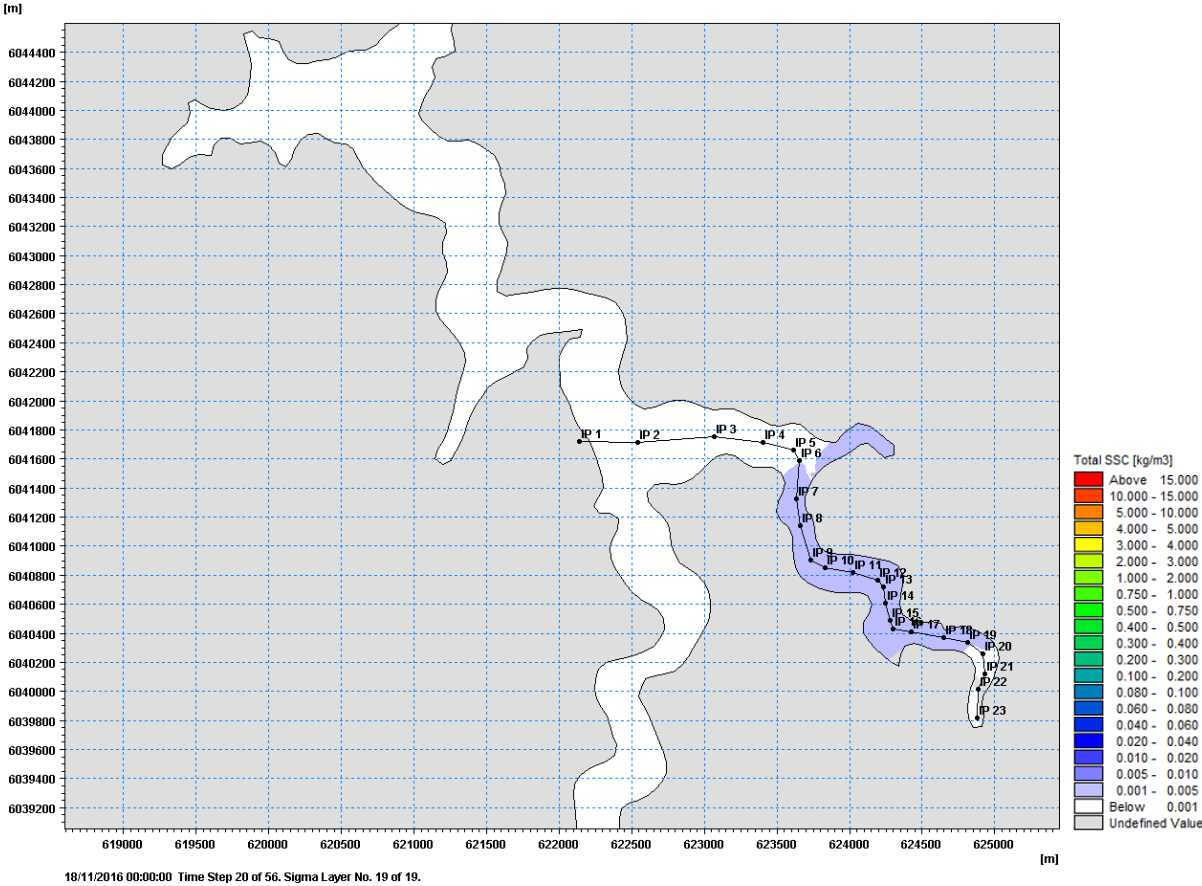 [m]
6044400
6044200
6044000
6043800
6043600
6043400
6043200
6043000
6042800
6042600
6042400
6042200
6042000
6041800
6041600
6041400
6041200
6041000
6040800
6040600
6040400
6040200
6040000
6039800
6039600
6039400
6039200
IP 1
IP 2
IP 3
IP 4
IP 5
IP 6
IP 7
IP 8
IP 9
IP 10
IP 11
IP 12
IP 13
IP 14
IP 15
IP 16
IP 17
IP 18
IP 19
IP 20
IP 21
IP 22
IP 23
619000 619500 620000 620500 621000 621500 622000 622500 623000 623500 624000 624500 625000
[m]
18/11/2016 00:00:00 Time Step 20 of 56. Sigma Layer No. 19 of 19.
Total SSC [kg/m3]
Above 15.000
10.000 - 15.000
5.000 - 10.000
4.000 - 5.000
3.000 - 4.000
2.000 - 3.000
1.000 - 2.000
0.750 - 1.000
0.500 - 0.750
0.400 - 0.500
0.300 - 0.400
0.200 - 0.300
0.100 - 0.200
0.080 - 0.100
0.060 - 0.080
0.040 - 0.060
0.020 - 0.040
0.010 - 0.020
0.005 - 0.010
0.001 - 0.005
Below 0.001
Undefined Value